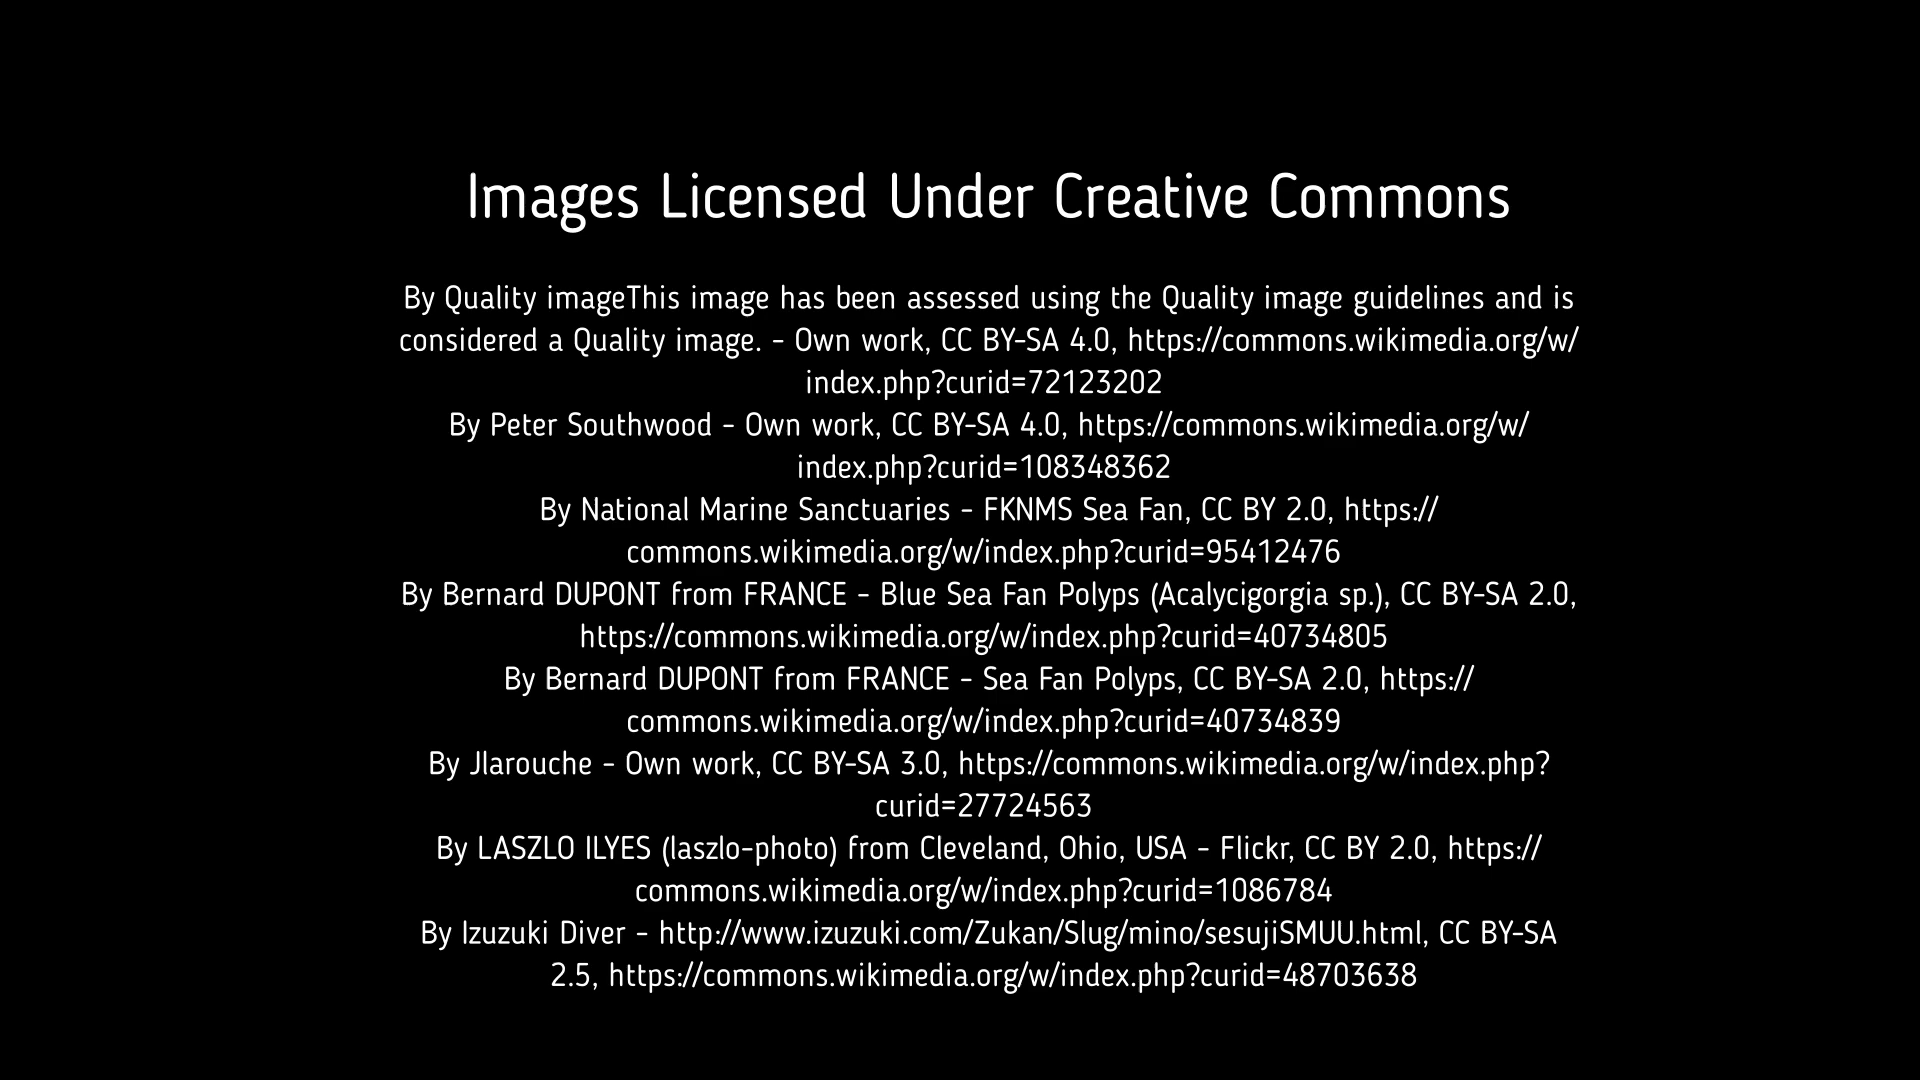 Images Licensed Under Creative Commons
By Quality imageThis image has been assessed using the Quality image guidelines and is
considered a Quality image. - Own work, CC BY-SA 4.0, https://commons.wikimedia.org/w/
index.php?curid=72123202
By Peter Southwood - Own work, CC BY-SA 4.0, https://commons.wikimedia.org/w/
index.php?curid=108348362
By National Marine Sanctuaries - FKNMS Sea Fan, CC BY 2.0, https://
commons.wikimedia.org/w/index.php?curid=95412476
By Bernard DUPONT from FRANCE - Blue Sea Fan Polyps (Acalycigorgia sp.), CC BY-SA 2.0,
https://commons.wikimedia.org/w/index.php?curid=40734805
By Bernard DUPONT from FRANCE - Sea Fan Polyps, CC BY-SA 2.0, https://
commons.wikimedia.org/w/index.php?curid=40734839
By Jlarouche - Own work, CC BY-SA 3.0, https://commons.wikimedia.org/w/index.php?
curid=27724563
By LASZLO ILYES (laszlo-photo) from Cleveland, Ohio, USA - Flickr, CC BY 2.0, https://
commons.wikimedia.org/w/index.php?curid=1086784
By Izuzuki Diver - http://www.izuzuki.com/Zukan/Slug/mino/sesujiSMUU.html, CC BY-SA
2.5, https://commons.wikimedia.org/w/index.php?curid=48703638